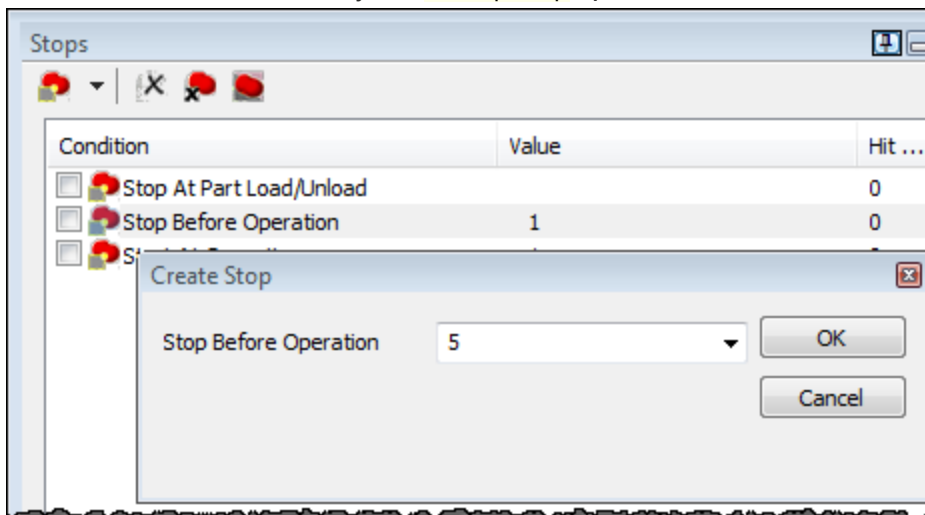 Stops
Condition Value Hit ...
Stop At Part Load/Unload 0
Stop Before Operation 1 0
Create Stop
Stop Before Operation 5 OK
Cancel